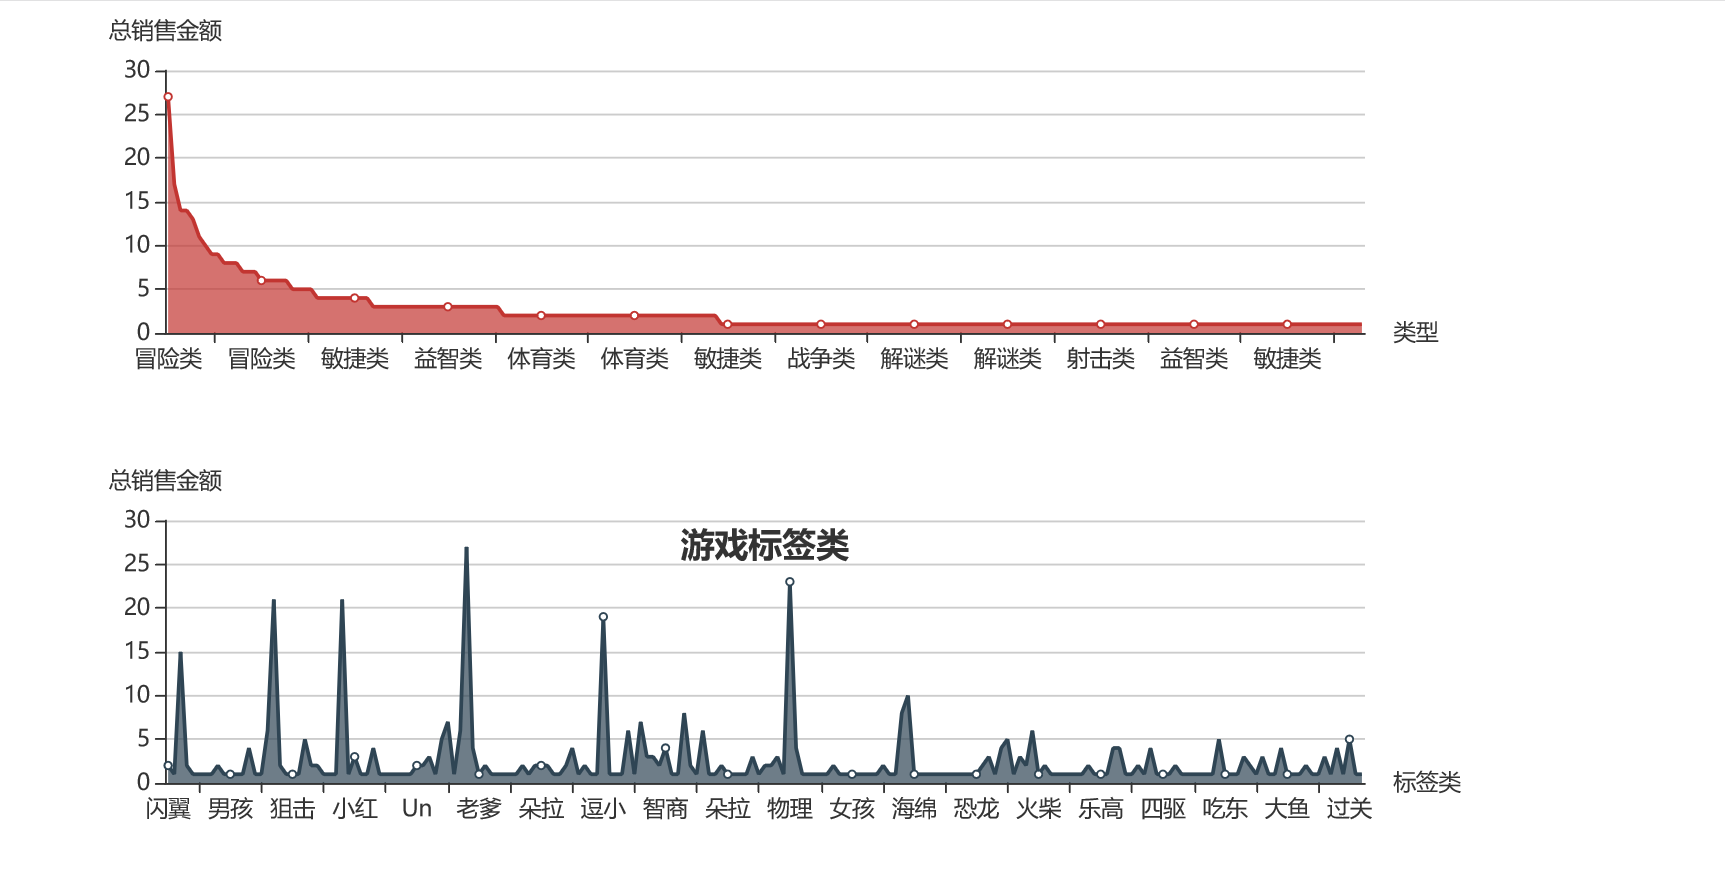 总销售金额
30
25
20
15
10
5
0
冒险类 冒险类 敏捷类 益智类 体育类 体育类 敏捷类 战争类 解谜类 解谜类 射击类 益智类 敏捷类
类型
总销售金额
游戏标签类
30
25
20
15
10
5
0
闪翼 男孩 狙击 小红 Un 老爹 朵拉 逗小 智商 朵拉 物理 女孩 海绵 恐龙 火柴 乐高 四驱 吃东 大鱼 过关
标签类